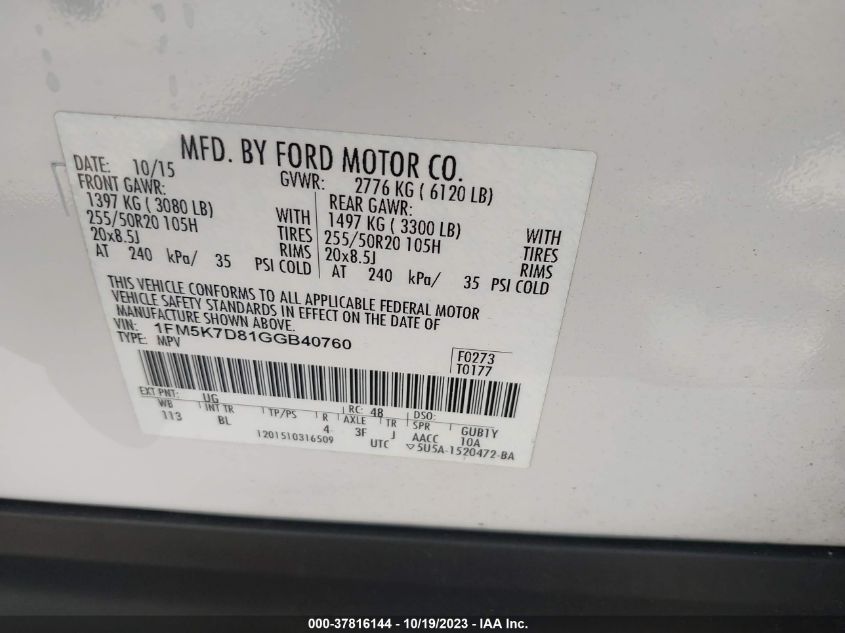 MFD. BY FORD MOTOR CO.
DATE: 10/15 GVWR: 2776 KG ( 6120 LB)
FRONT GAWR: REAR GAWR:
1397 KG ( 3080 LB) WITH 1497 KG ( 3300 LB) WITH
255/50R20 105H TIRES 255/50R20 105H TIRES
20x8.5J RIMS 20x8.5J RIMS
AT 240 kPa/ 35 PSI COLD AT 240 kPa/ 35 PSI COLD
THIS VEHICLE CONFORMS TO ALL APPLICABLE FEDERAL MOTOR
VEHICLE SAFETY STANDARDS IN EFFECT ON THE DATE OF
MANUFACTURE SHOWN ABOVE.
VIN: 1FM5K7D81GGB40760
TYPE: MPV
F0273
T0177
EXT PNT: UG RC: 48 DSO:
WB INT TR TP/PS R AXLE TR SPR GUB1Y
113 BL 4 3F J AACC 10A
1201510316509 UTC ▽5U5A-1520472-BA
000-37816144 - 10/19/2023 - IAA Inc.